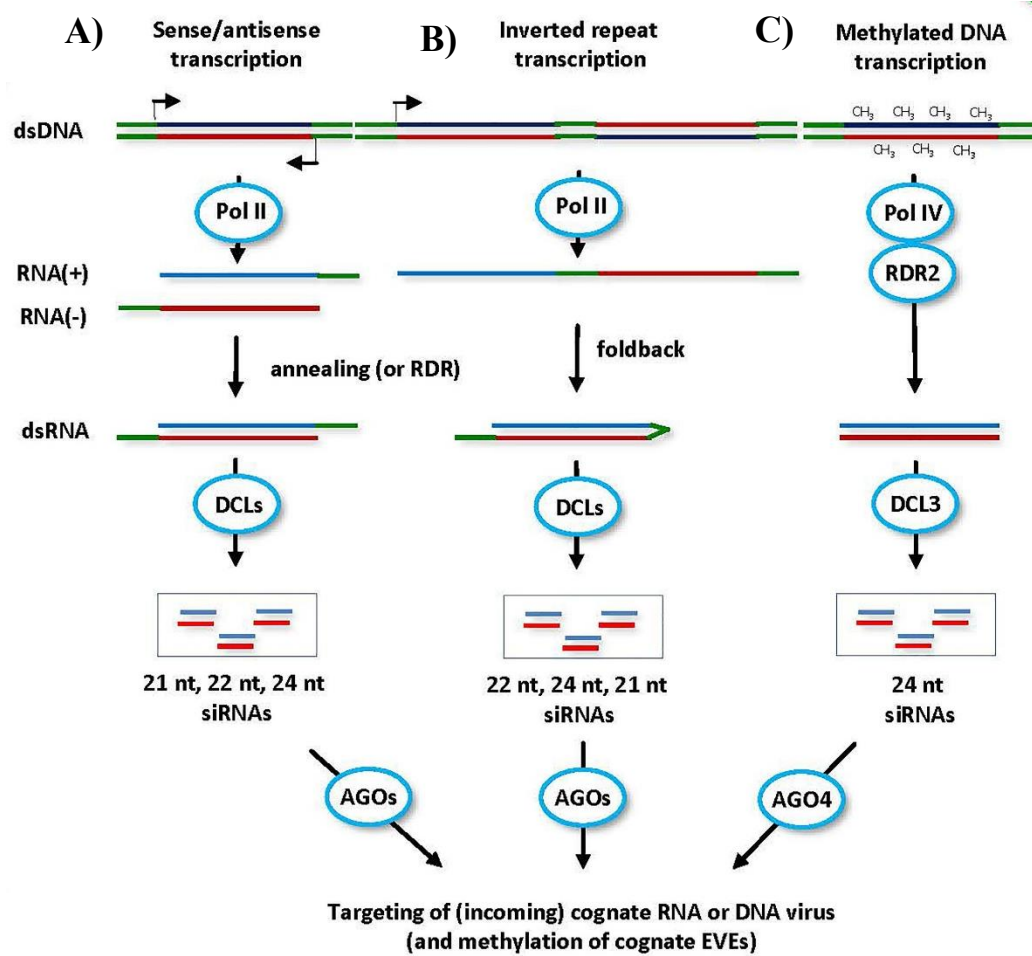 A)
Sense/antisense
transcription
B)
Inverted repeat
transcription
C)
Methylated DNA
transcription
dsDNA
CH3 CH3 CH3 CH3
CH3 CH3 CH3
Pol II
Pol II
Pol IV
RNA(+)
RDR2
RNA(-)
annealing (or RDR)
foldback
dsRNA
DCLs
DCLs
DCL3
21 nt, 22 nt, 24 nt
siRNAs
22 nt, 24 nt, 21 nt
siRNAs
24 nt
siRNAs
AGOs
AGOs
AGO4
Targeting of (incoming) cognate RNA or DNA virus
(and methylation of cognate EVEs)